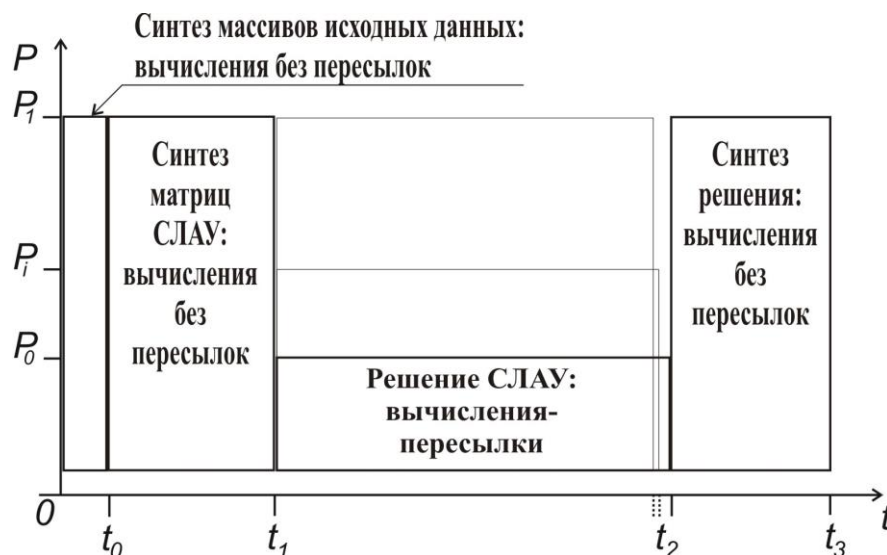 Синтез массивов исходных данных:
вычисления без пересылок
P
P1
Pi
P0
Синтез
матриц
СЛАУ:
вычисления
без
пересылок
Решение СЛАУ:
вычисления-
пересылки
Синтез
решения:
вычисления
без
пересылок
0
t0
t1
t2
t3
t